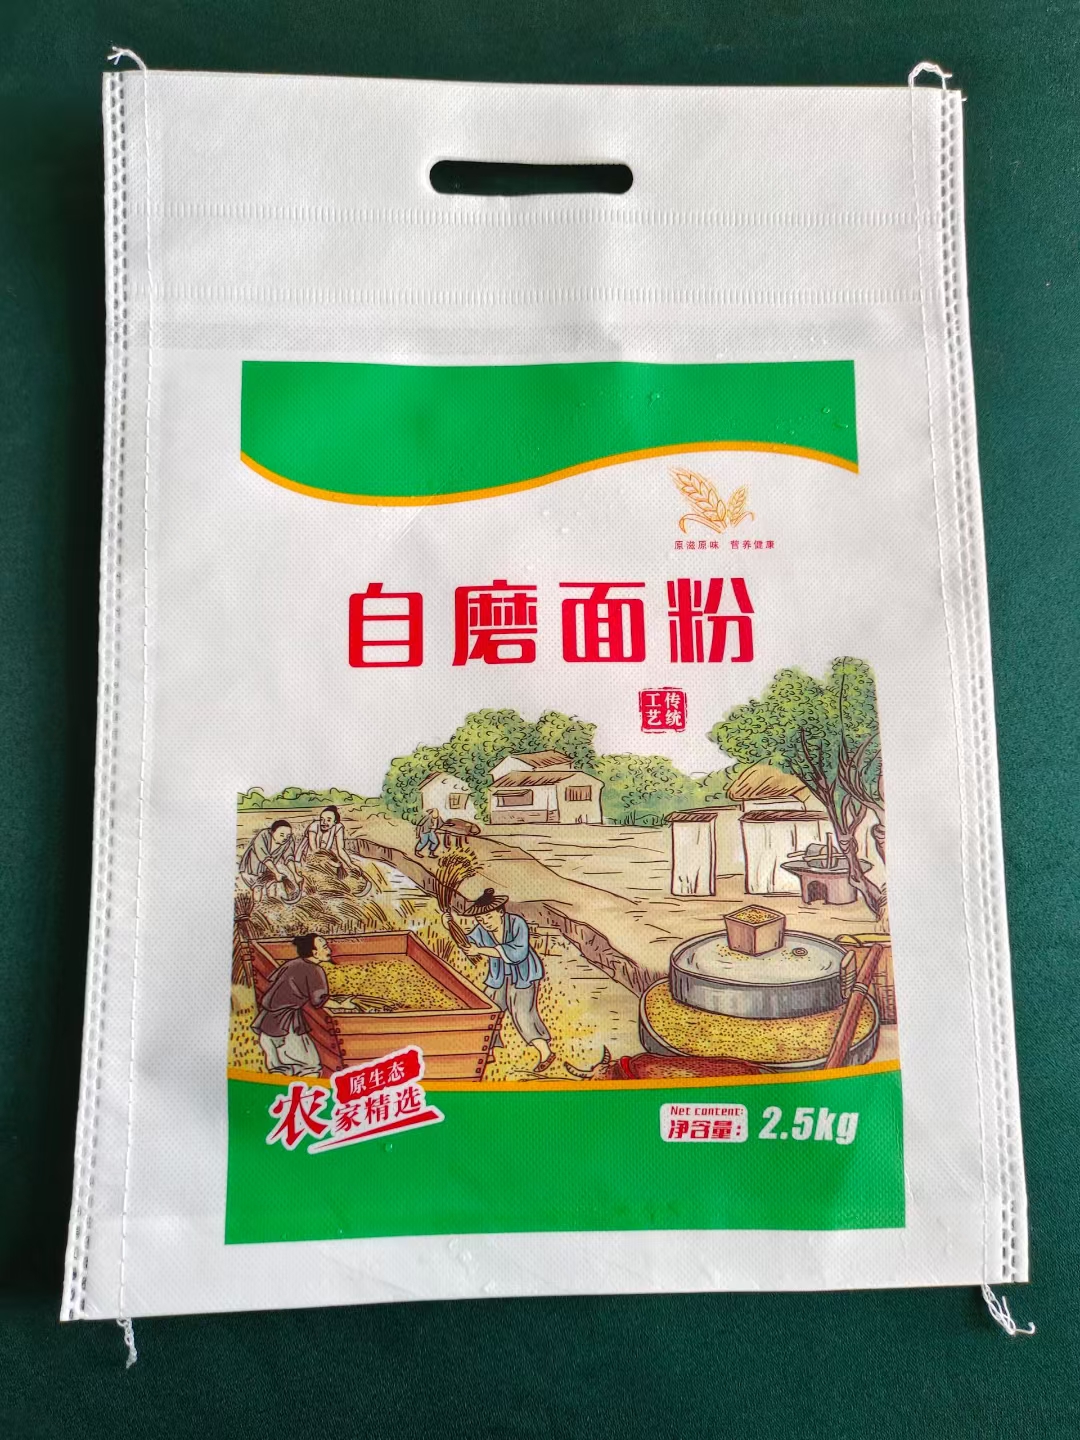 原滋原味 营养健康
自磨面粉
传统
工艺
原生态
农家精选
Net content:
净含量: 2.5kg